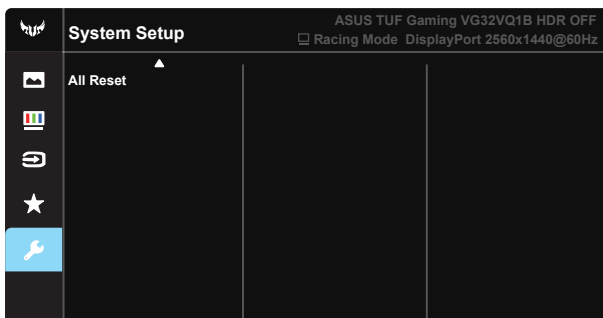 System Setup
ASUS TUF Gaming VG32VQ1B HDR OFF
Racing Mode DisplayPort 2560x1440@60Hz
All Reset